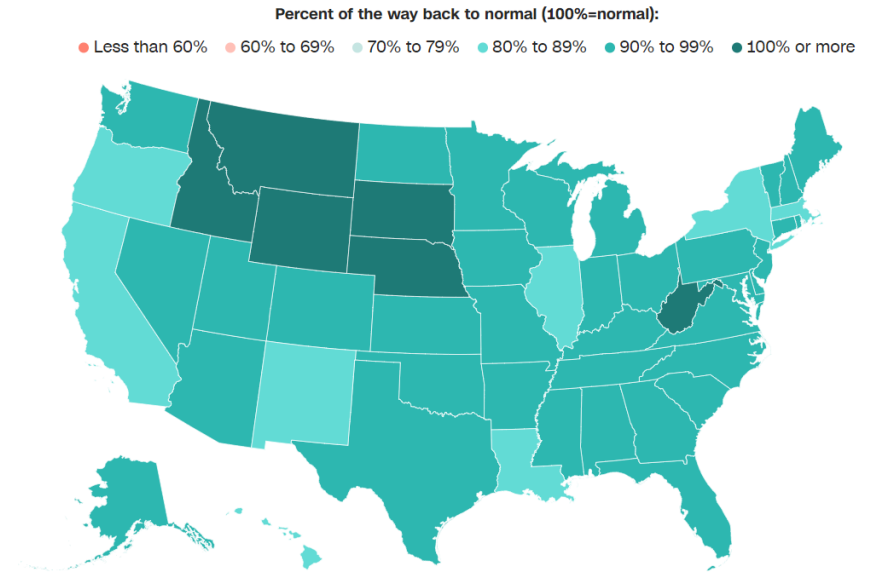 Percent of the way back to normal (100%=normal):
Less than 60% 60% to 69% 70% to 79% 80% to 89% 90% to 99% 100% or more